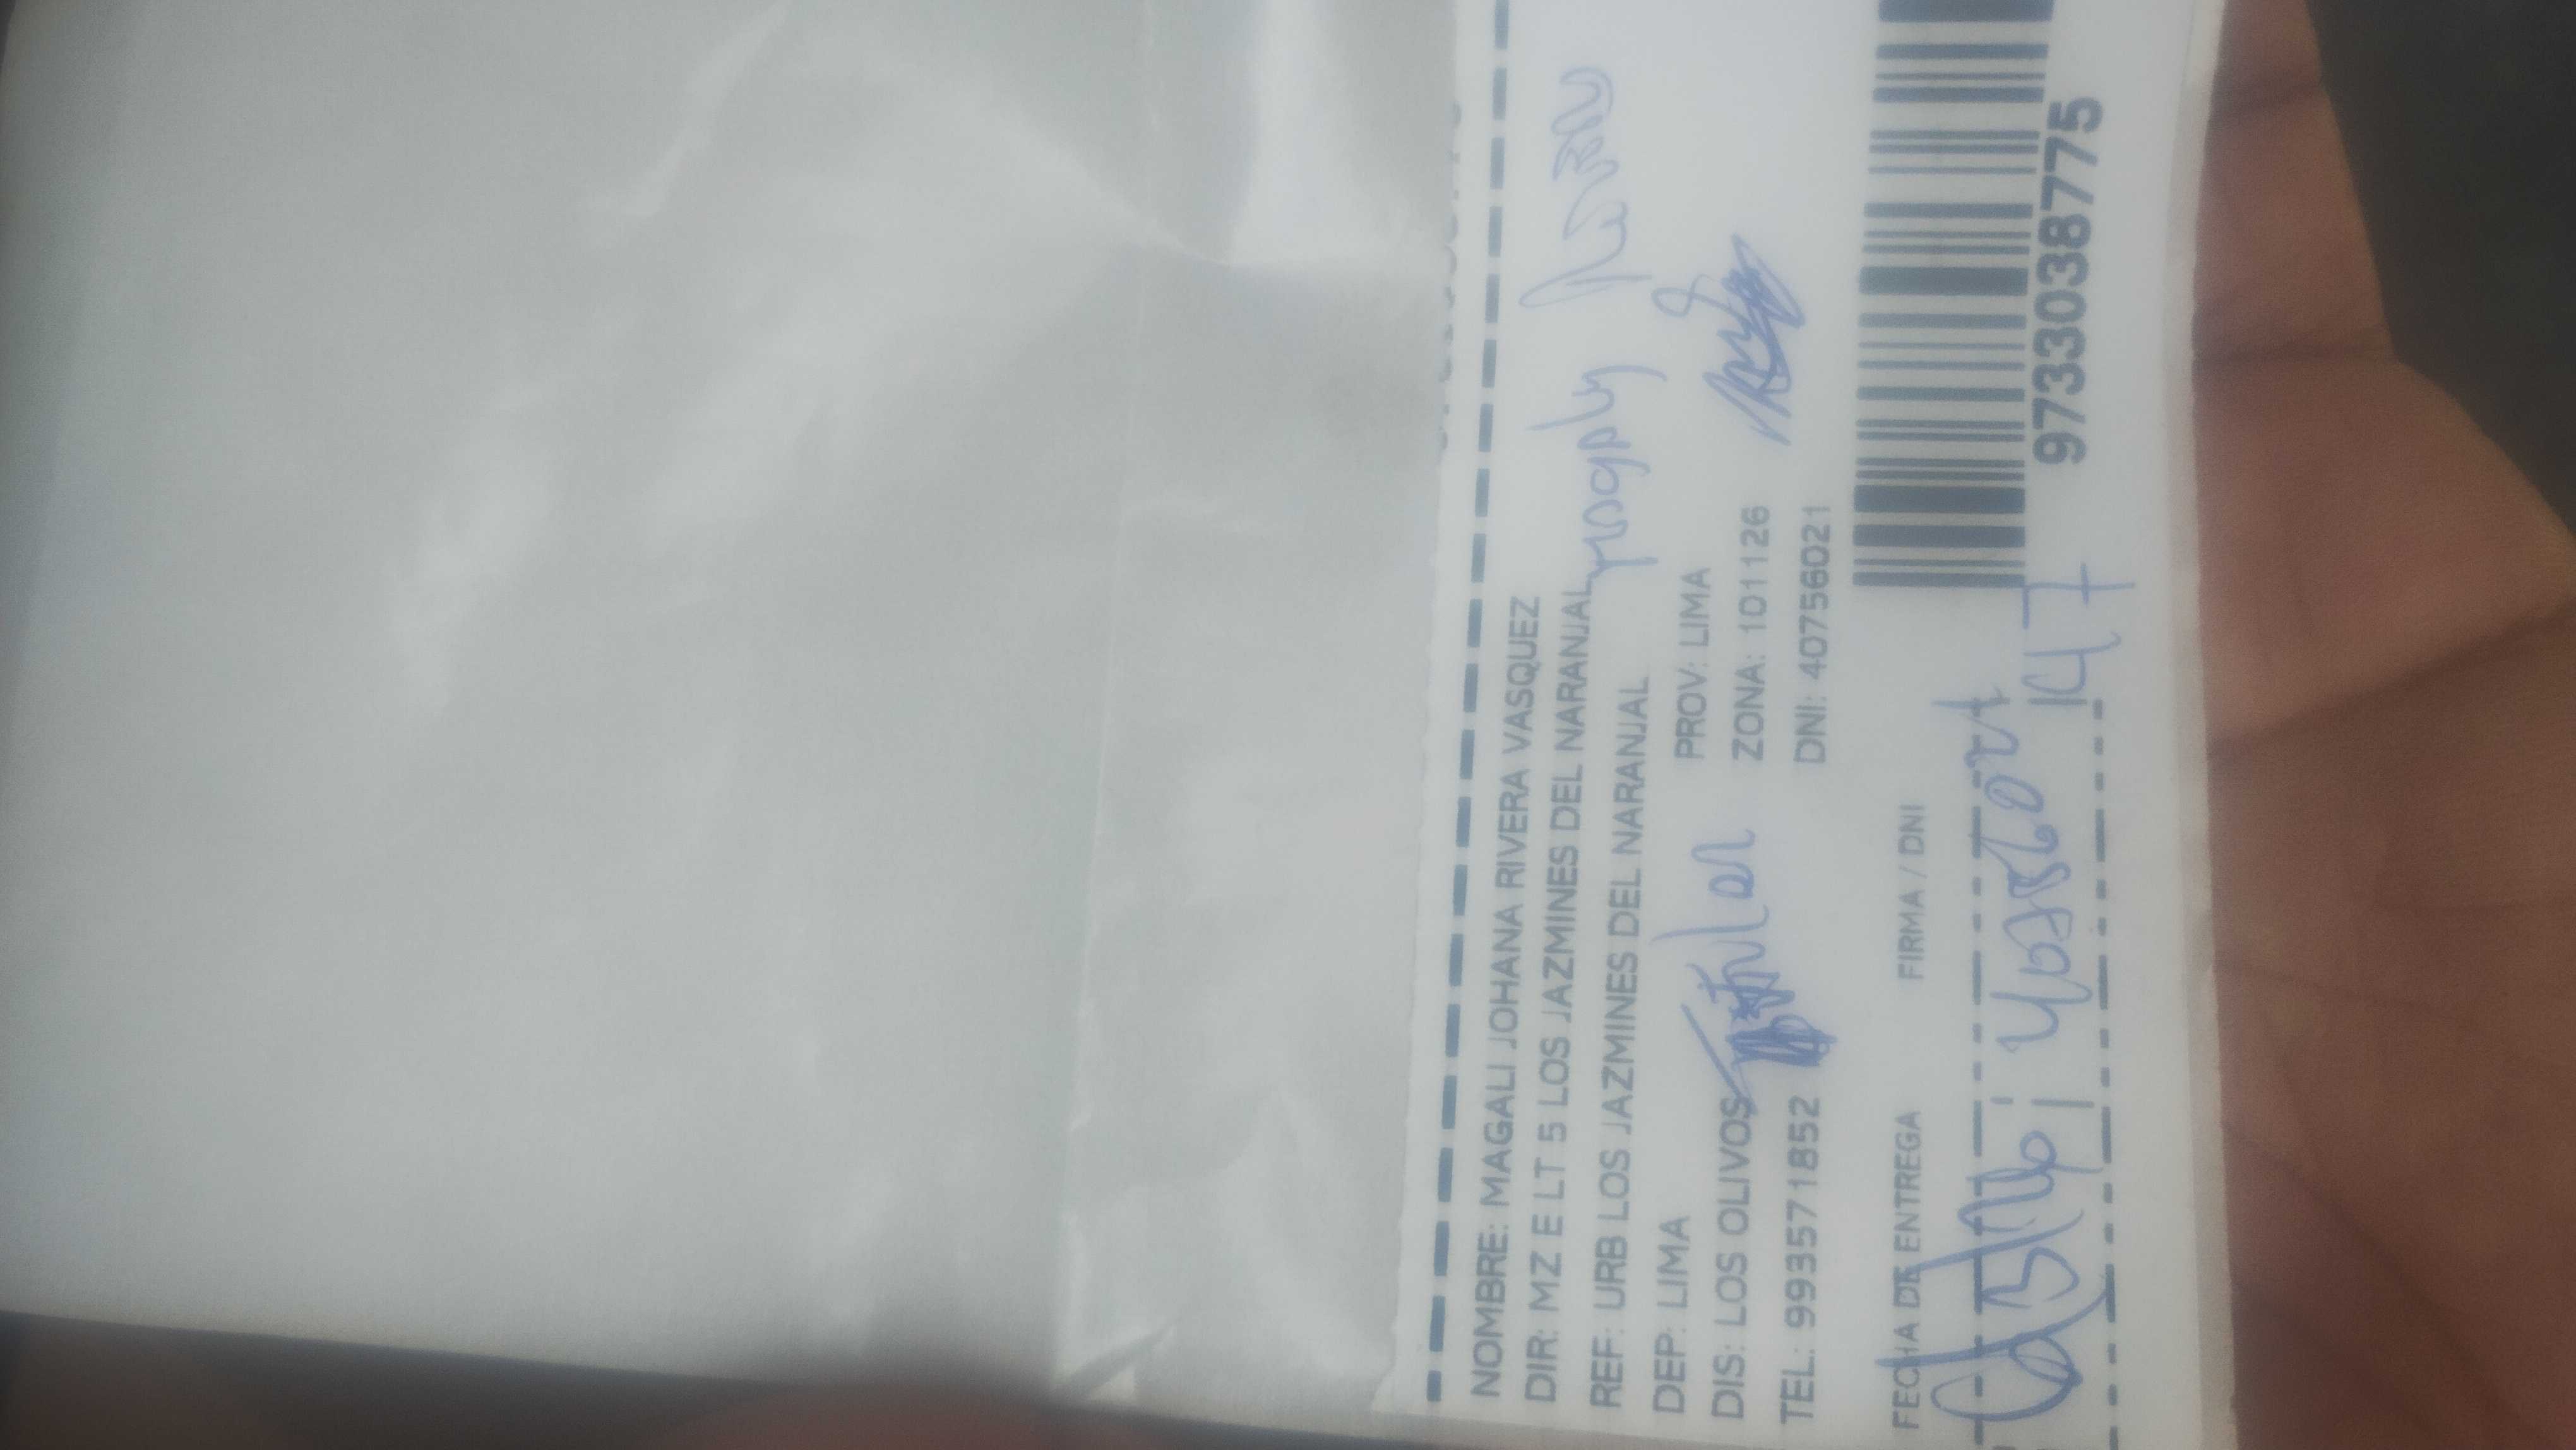 NOMBRE: MAGALI JOHANA RIVERA VASQUEZ
DIR: MZ E LT 5 LOS JAZMINES DEL NARANJAL
REF: URB LOS JAZMINES DEL NARANJAL
DEP: LIMA PROV: LIMA
DIS: LOS OLIVOS ZONA: 101126
TEL: 993571852 DNI: 40756021
FECHA DE ENTREGA FIRMA / DNI
147
9733038775